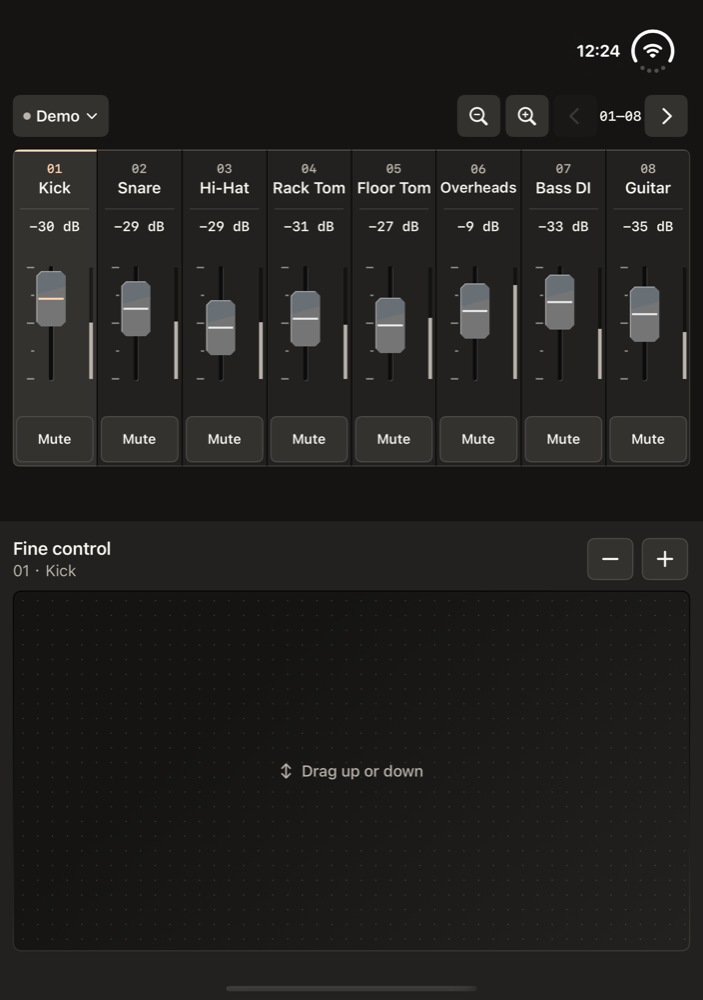 12:24
Demo
01—08
01 02 03 04 05 06 07 08
Kick Snare Hi-Hat Rack Tom Floor Tom Overheads Bass DI Guitar
−30 dB −29 dB −29 dB −31 dB −27 dB −9 dB −33 dB −35 dB
Mute Mute Mute Mute Mute Mute Mute Mute
Fine control
01 · Kick
Drag up or down